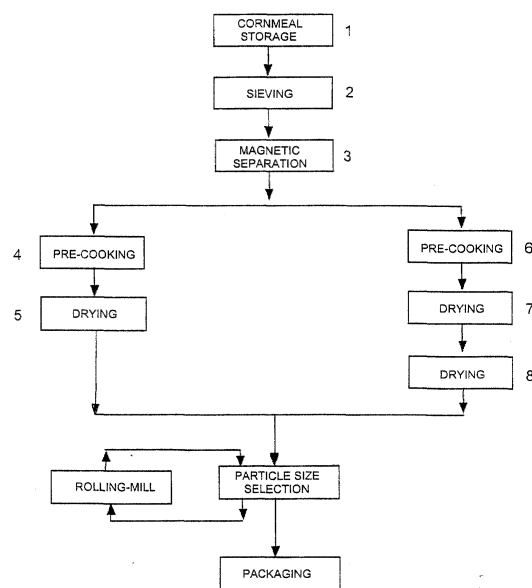 CORNMEAL
STORAGE
1
SIEVING
2
MAGNETIC
SEPARATION
3
4
PRE-COOKING
5
DRYING
PRE-COOKING
6
DRYING
7
DRYING
8
ROLLING-MILL
PARTICLE SIZE
SELECTION
PACKAGING